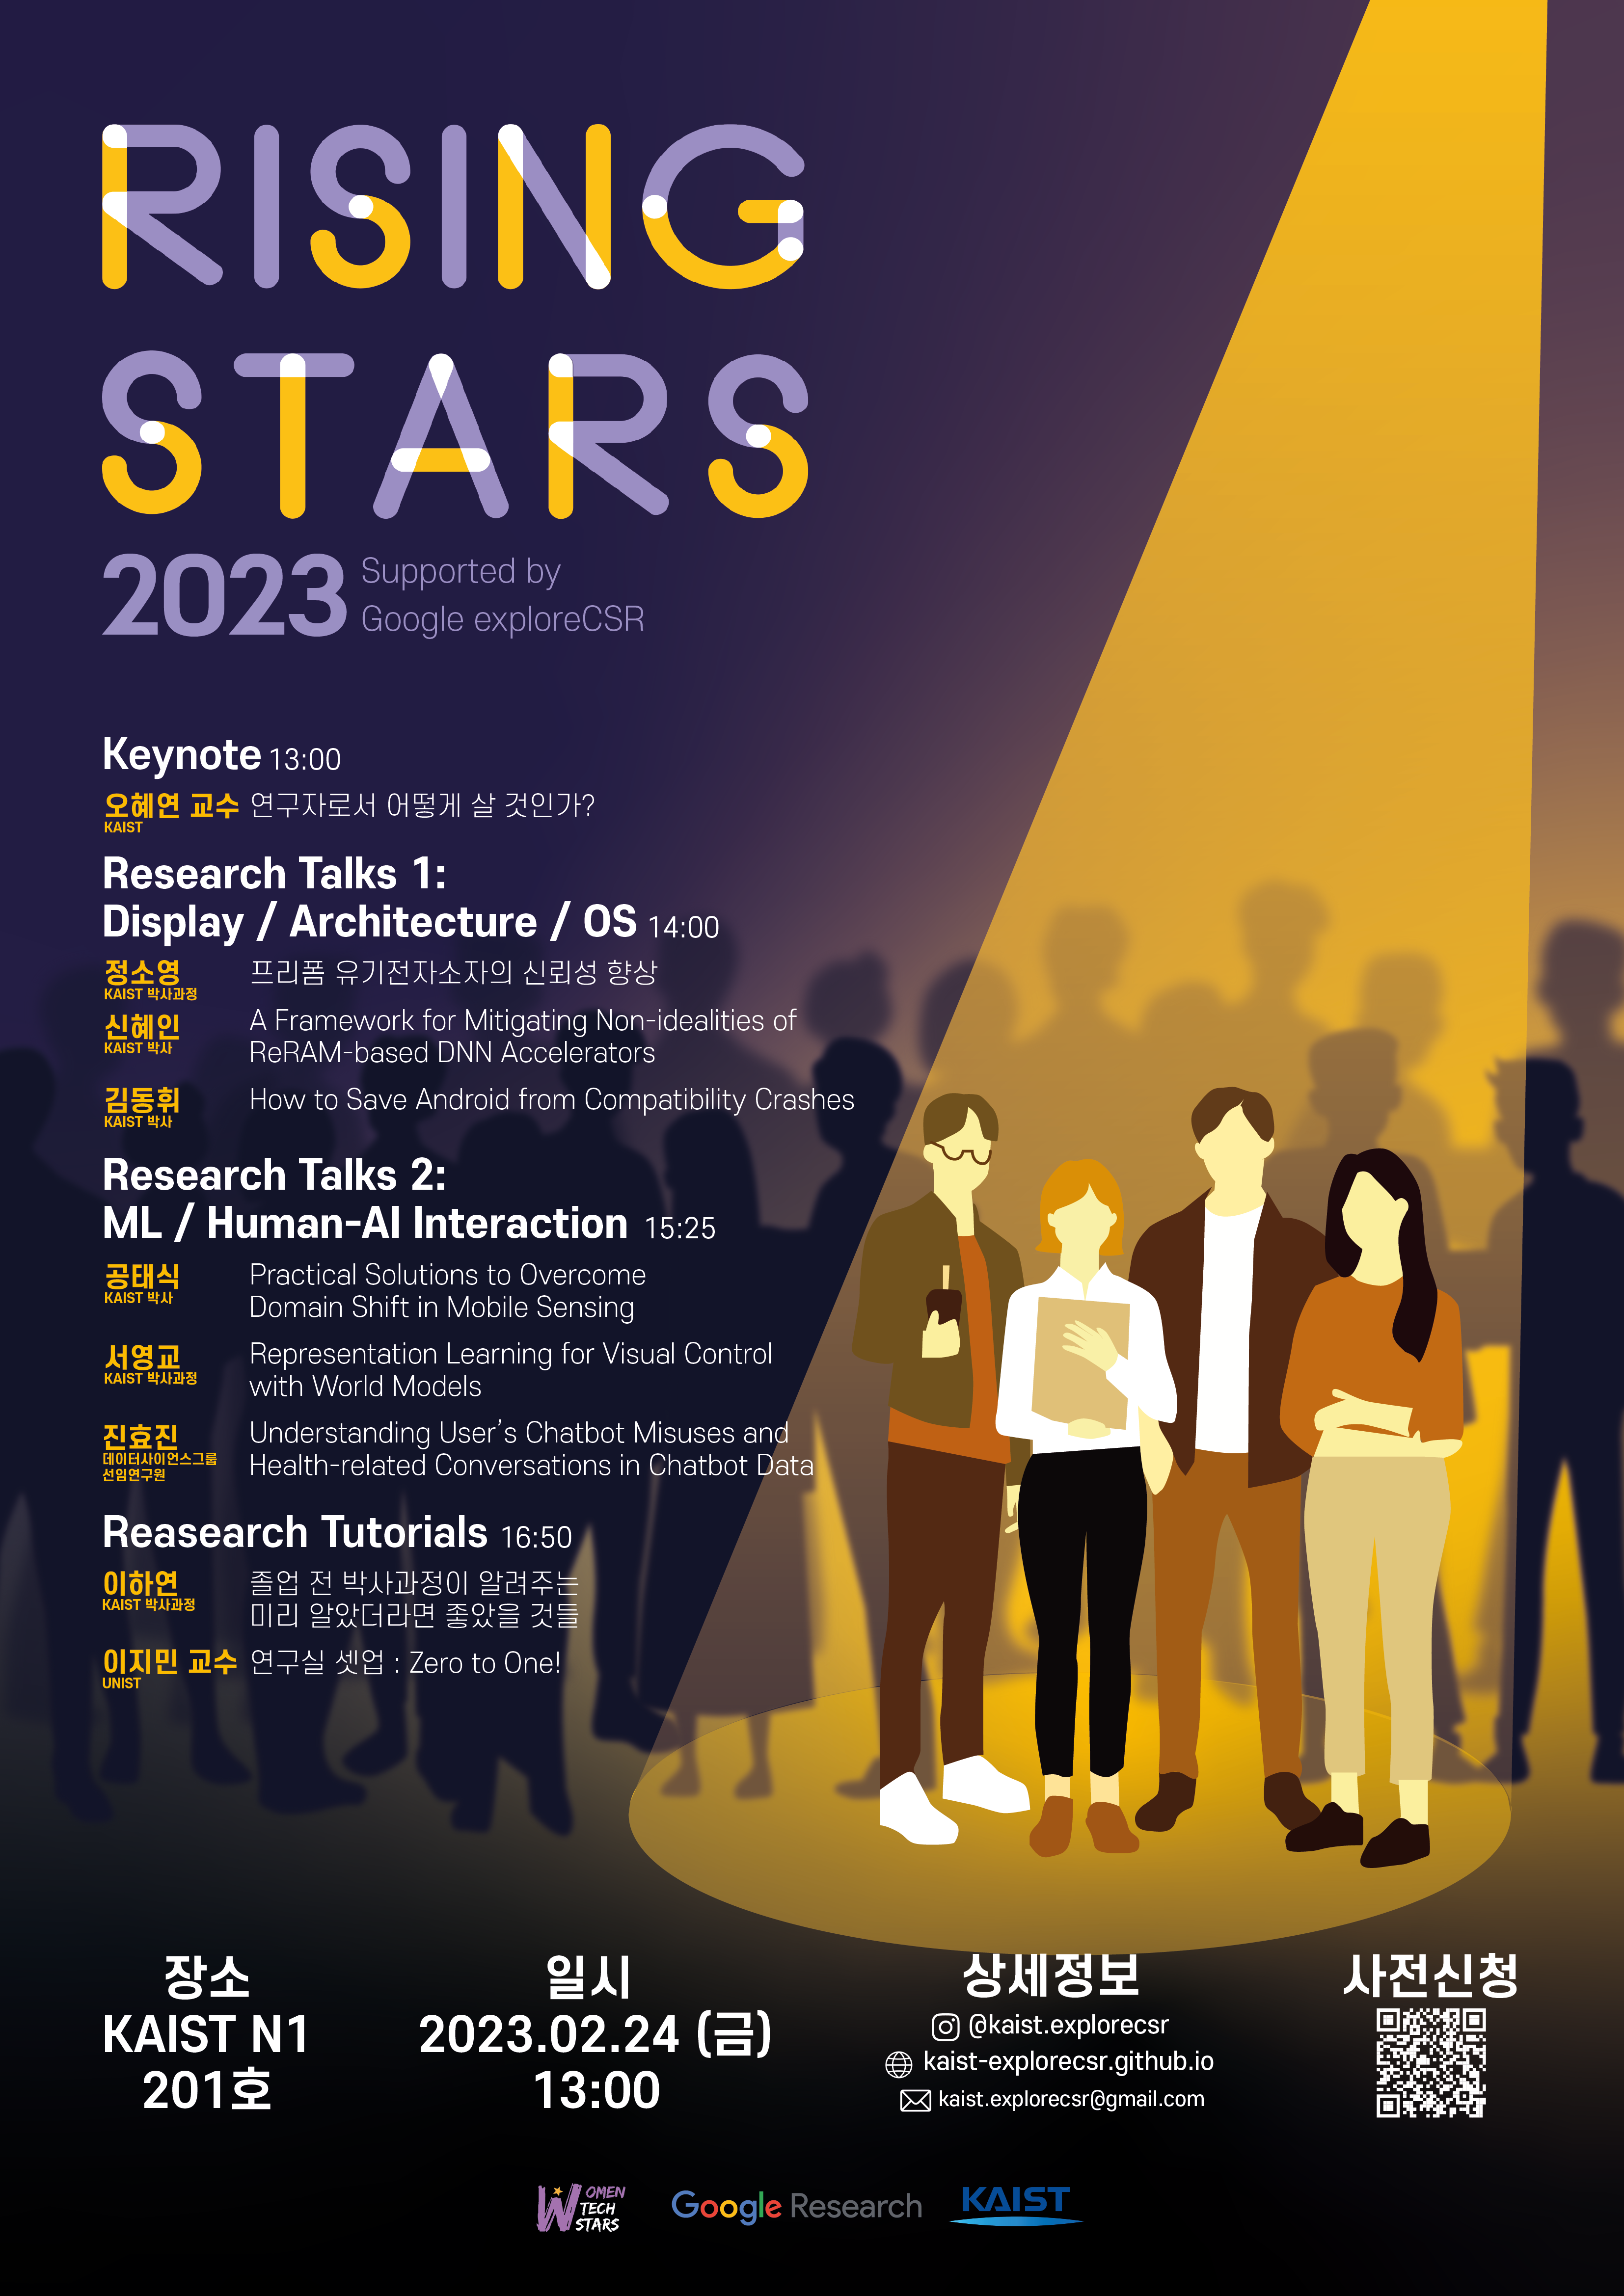 RISING
STARS
2023 Supported by
Google exploreCSR
Keynote 13:00
오혜연 교수 연구자로서 어떻게 살 것인가?
KAIST
Research Talks 1:
Display / Architecture / OS 14:00
정소영 프리폼 유기전자소자의 신뢰성 향상
KAIST 박사과정
신혜인 A Framework for Mitigating Non-idealities of
KAIST 박사 ReRAM-based DNN Accelerators
김동휘 How to Save Android from Compatibility Crashes
KAIST 박사
Research Talks 2:
ML / Human-AI Interaction 15:25
공태식 Practical Solutions to Overcome
KAIST 박사 Domain Shift in Mobile Sensing
서영교 Representation Learning for Visual Control
KAIST 박사과정 with World Models
진효진 Understanding User's Chatbot Misuses and
데이터사이언스그룹 Health-related Conversations in Chatbot Data
선임연구원
Reasearch Tutorials 16:50
이하연 졸업 전 박사과정이 알려주는
KAIST 박사과정 미리 알았더라면 좋았을 것들
이지민 교수 연구실 셋업 : Zero to One!
UNIST
장소
KAIST N1
201호
일시
2023.02.24 (금)
13:00
상세정보
@kaist.explorecsr
kaist-explorecsr.github.io
kaist.explorecsr@gmail.com
사전신청
WOMEN
TECH
STARS
Google Research
KAIST